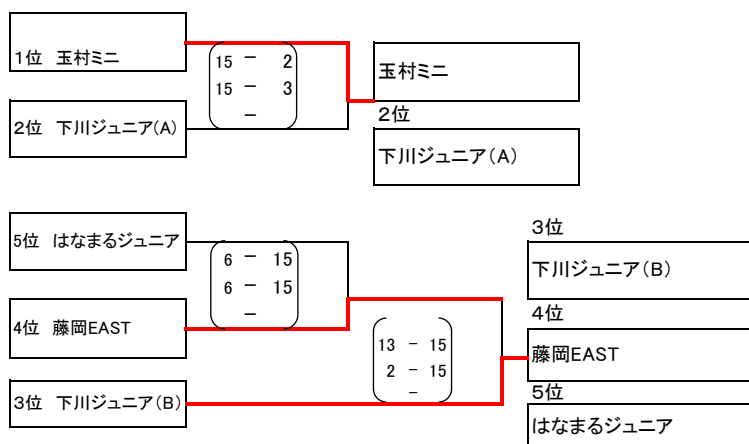 1位 玉村ミニ
15 － 2
15 － 3
－
2位 下川ジュニア(A)
玉村ミニ
2位
下川ジュニア(A)
5位 はなまるジュニア
6 － 15
6 － 15
－
4位 藤岡EAST
13 － 15
2 － 15
－
3位 下川ジュニア(B)
3位
下川ジュニア(B)
4位
藤岡EAST
5位
はなまるジュニア